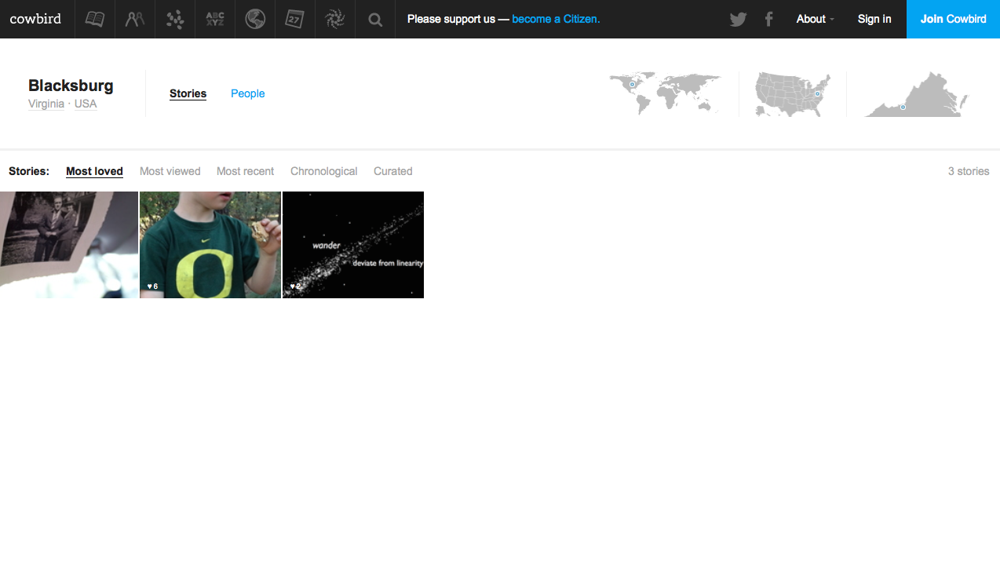 cowbird
ABC
XYZ
27
Please support us — become a Citizen.
About
Sign in
Join Cowbird
Blacksburg
Virginia · USA
Stories
People
Stories:
Most loved
Most viewed
Most recent
Chronological
Curated
3 stories
♥ 6
O
wander
deviate from linearity
♥ 2